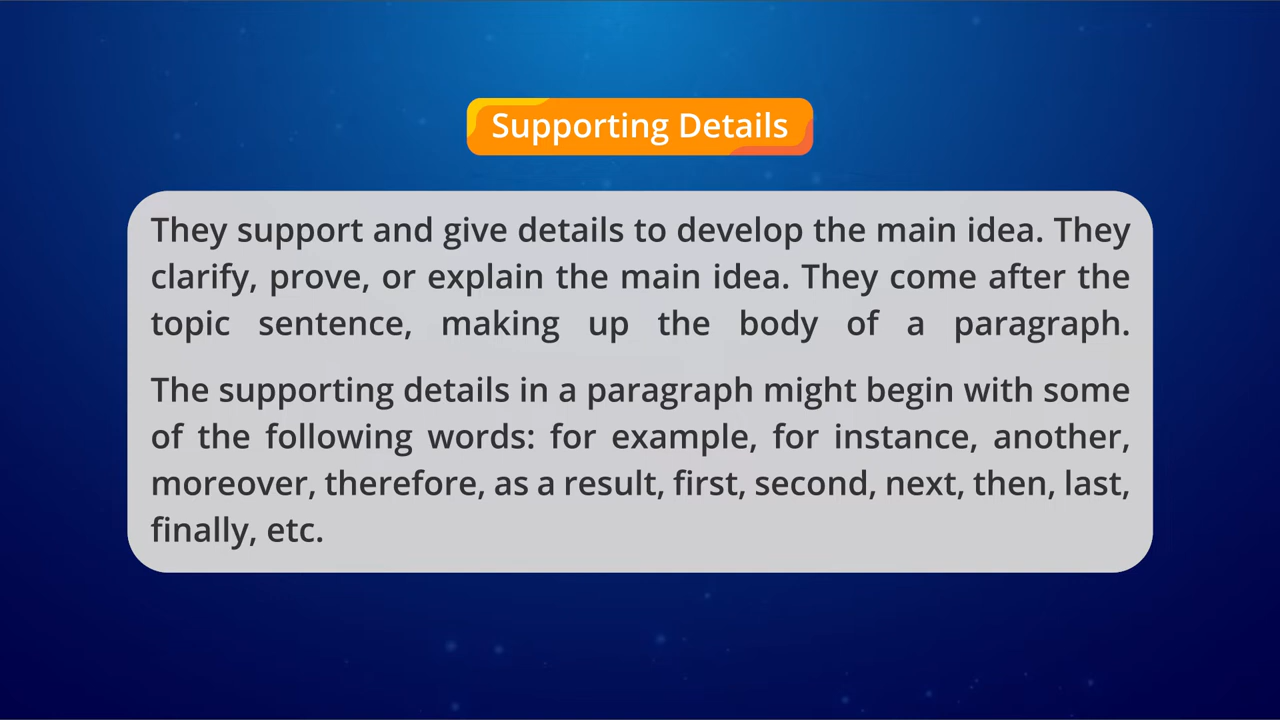 Supporting Details
They support and give details to develop the main idea. They
clarify, prove, or explain the main idea. They come after the
topic sentence, making up the body of a paragraph.
The supporting details in a paragraph might begin with some
of the following words: for example, for instance, another,
moreover, therefore, as a result, first, second, next, then, last,
finally, etc.